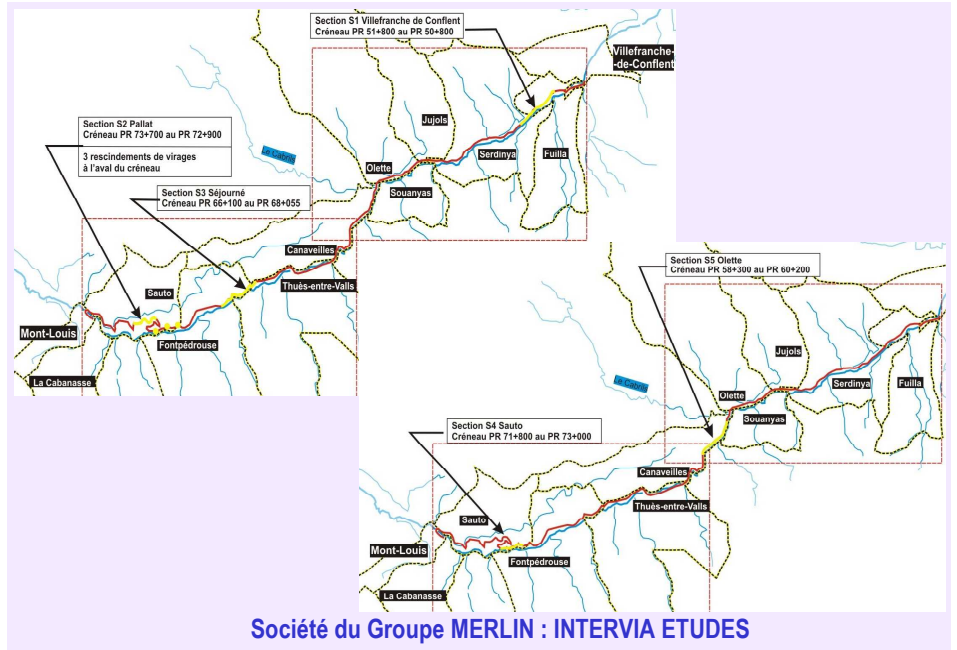 Section S1 Villefranche de Conflent
Créneau PR 51+800 au PR 50+800
Villefranche-
-de-Conflent
Section S2 Pallat
Créneau PR 73+700 au PR 72+900
3 rescindements de virages
à l'aval du créneau
Jujols
La Cabrils
Olette
Serdinya
Fuilla
Souanyas
Section S3 Séjourné
Créneau PR 66+100 au PR 68+055
Canaveilles
Thuès-entre-Valls
Sauto
Mont-Louis
Fontpédrouse
La Cabanasse
Section S5 Olette
Créneau PR 58+300 au PR 60+200
Jujols
La Cabrils
Olette
Serdinya
Fuilla
Souanyas
Section S4 Sauto
Créneau PR 71+800 au PR 73+000
Canaveilles
Thuès-entre-Valls
Sauto
Mont-Louis
Fontpédrouse
La Cabanasse
Société du Groupe MERLIN : INTERVIA ETUDES